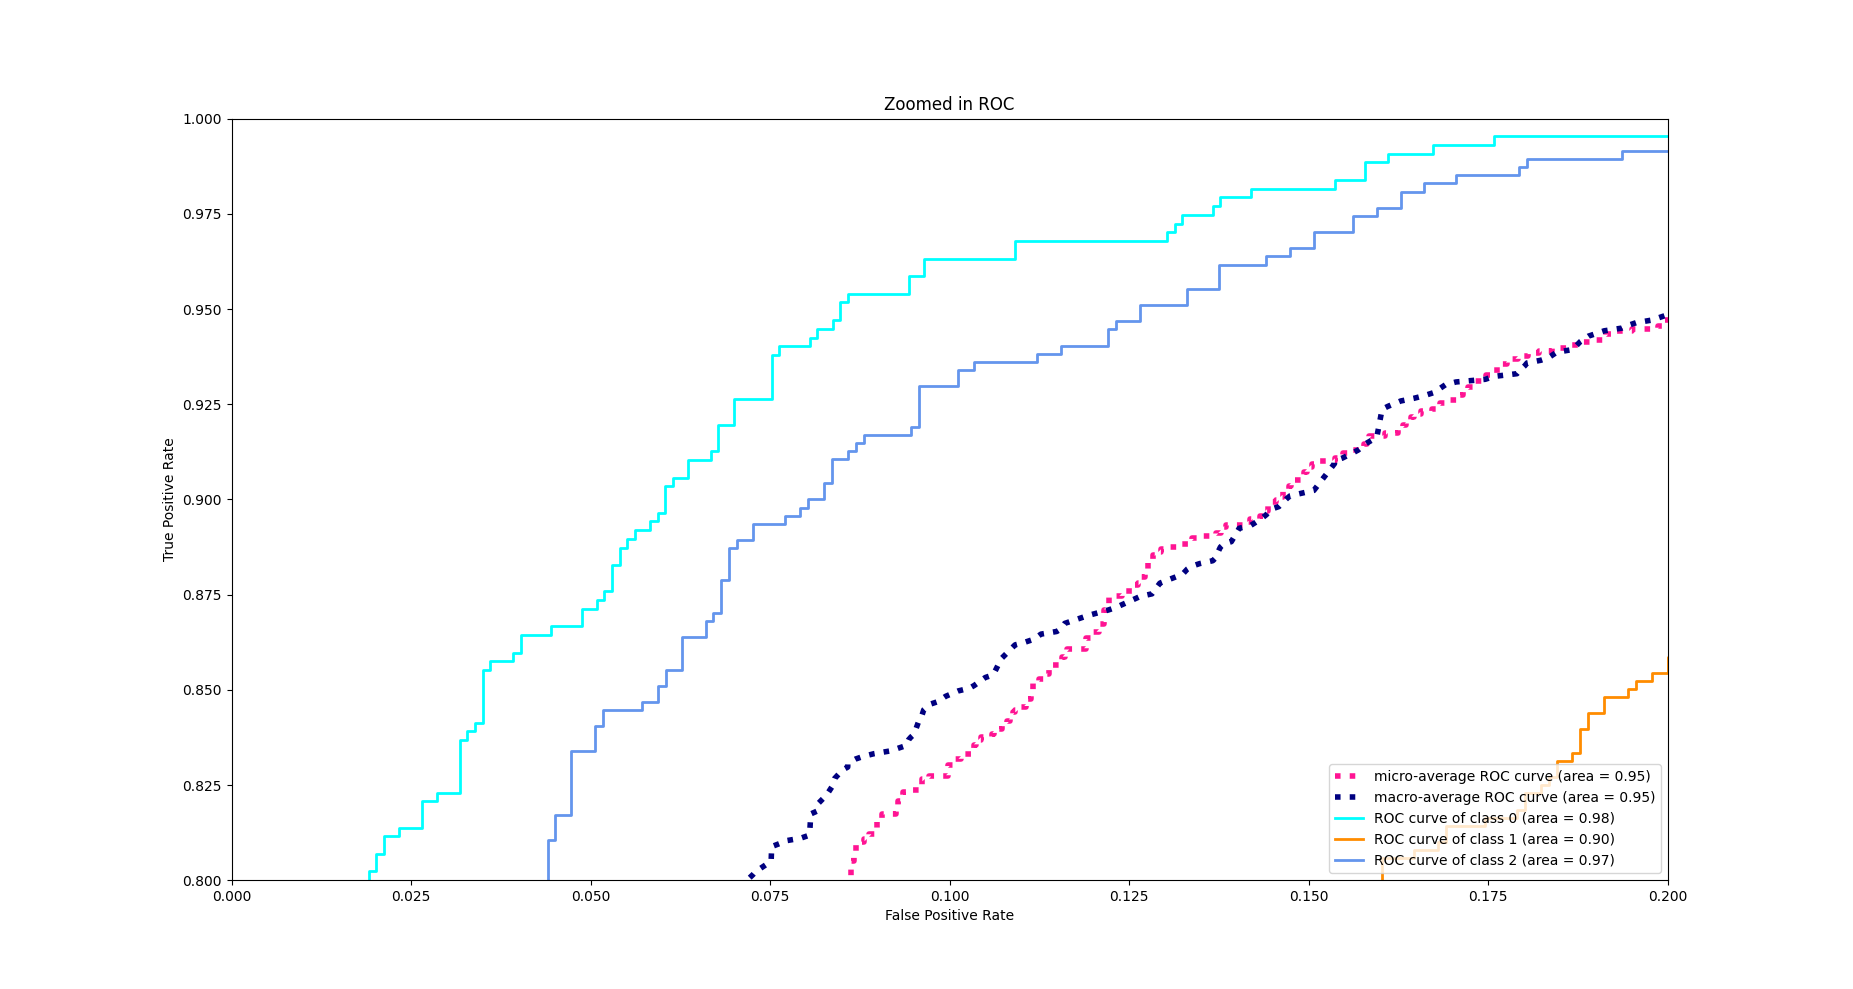 Zoomed in ROC
1.000
0.975
0.950
0.925
0.900
0.875
0.850
0.825
0.800
True Positive Rate
micro-average ROC curve (area = 0.95)
macro-average ROC curve (area = 0.95)
ROC curve of class 0 (area = 0.98)
ROC curve of class 1 (area = 0.90)
ROC curve of class 2 (area = 0.97)
0.000 0.025 0.050 0.075 0.100 0.125 0.150 0.175 0.200
False Positive Rate